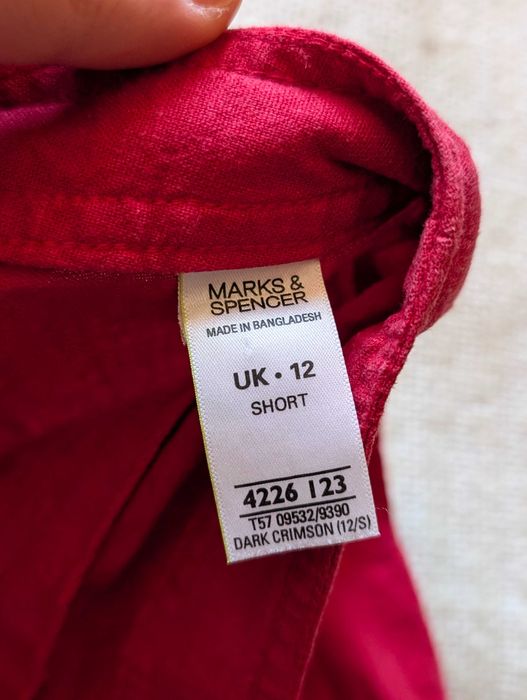 MARKS &
SPENCER
MADE IN BANGLADESH
UK • 12
SHORT
4226 123
T57 09532/9390
DARK CRIMSON (12/S)